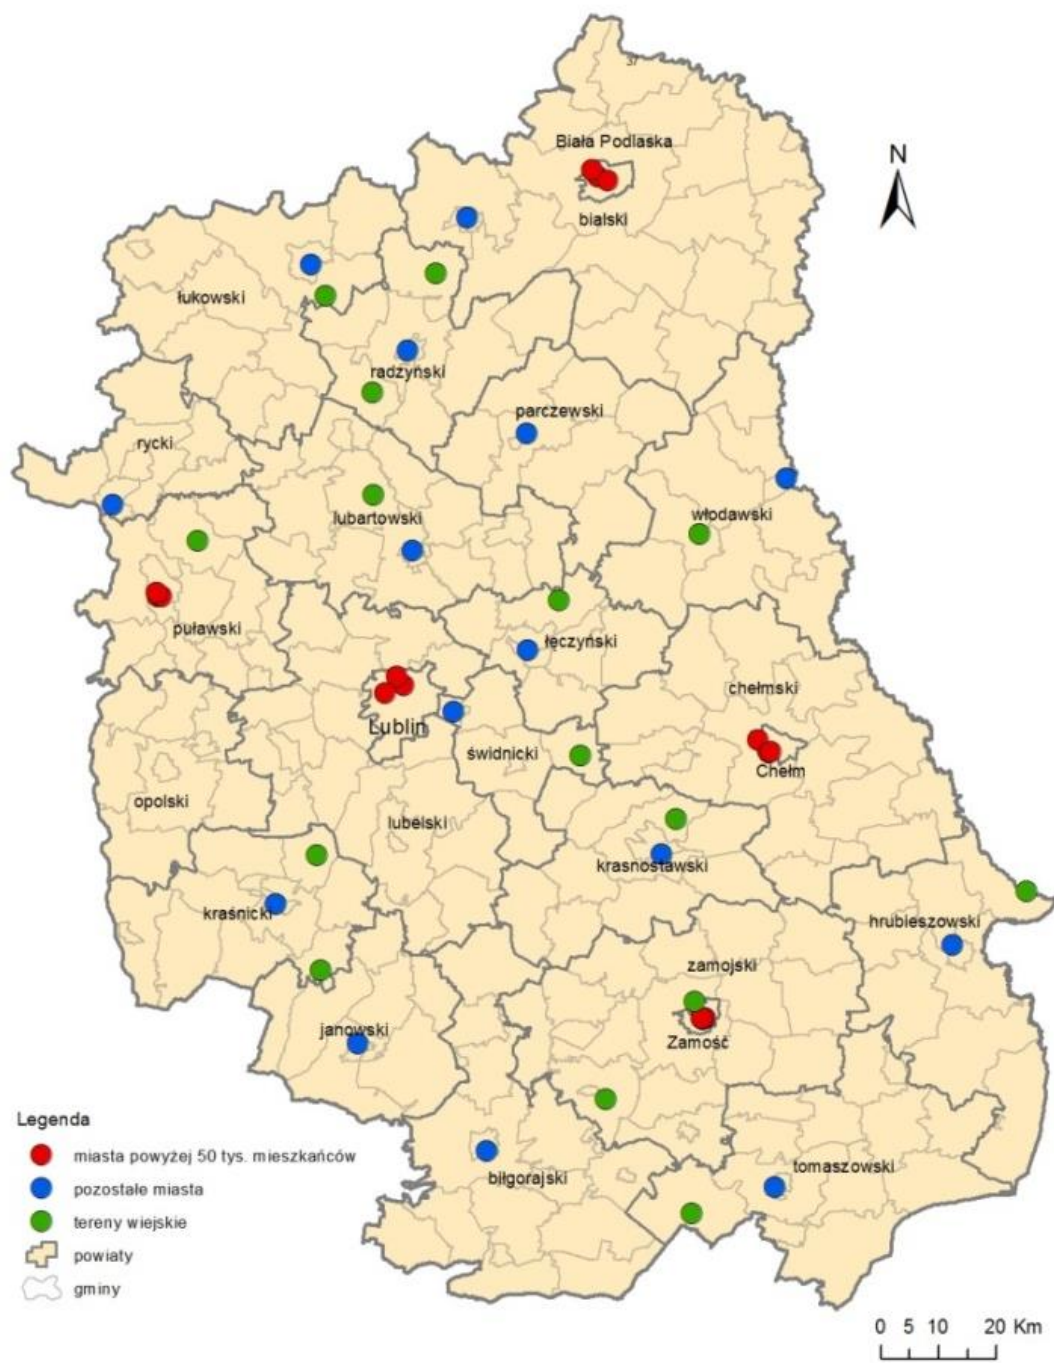 37
Biała Podlaska
N
bialski
łukowski
radzyński
parczewski
rycki
lubartowski
włodawski
puławski
łęczyński
chełmski
Lublin
świdnicki
Chełm
opolski
lubelski
krasnostawski
kraśnicki
hrubieszowski
zamojski
janowski
Zamość
Legenda
miasta powyżej 50 tys. mieszkańców
pozostałe miasta
tereny wiejskie
powiaty
gminy
biłgorajski
tomaszowski
0 5 10 20 Km